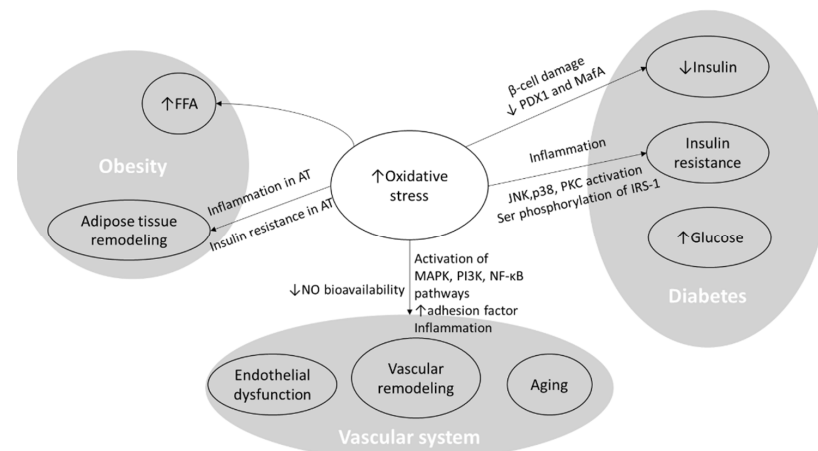 ↑FFA
Obesity
Adipose tissue
remodeling
Inflammation in AT
Insulin resistance in AT
↑Oxidative
stress
β-cell damage
↓ PDX1 and MafA
Inflammation
JNK,p38, PKC activation
Ser phosphorylation of IRS-1
↓Insulin
Insulin
resistance
↑Glucose
Diabetes
↓NO bioavailability
Activation of
MAPK, PI3K, NF-κB
pathways
↑adhesion factor
Inflammation
Endothelial
dysfunction
Vascular
remodeling
Aging
Vascular system